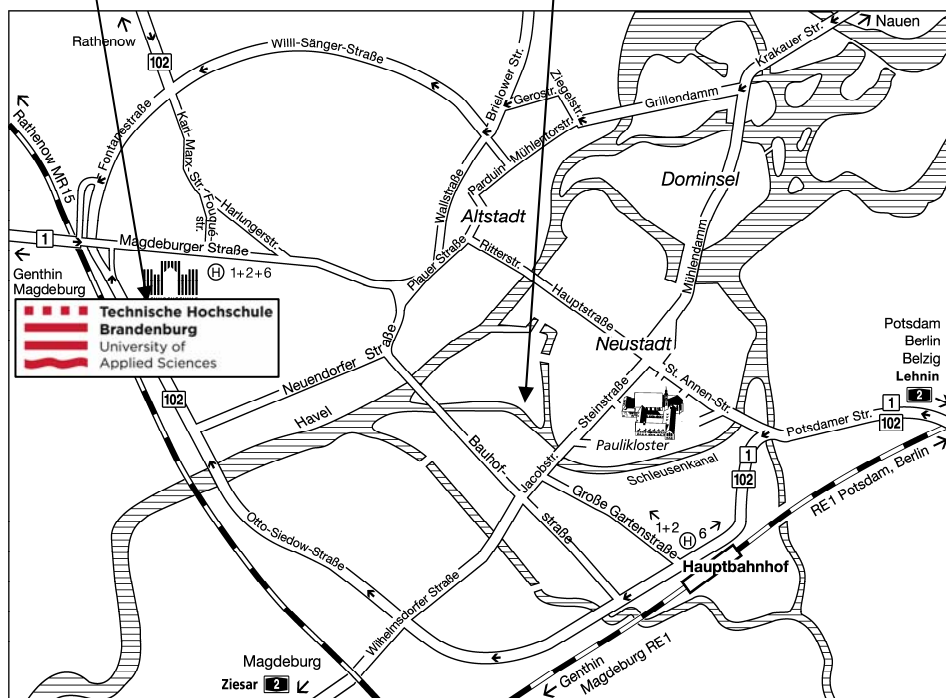 Nauen
Rathenow
Krakauer Str.
Willi-Sänger-Straße
102
Brielower Str.
Ziegelstr.
Gerostr.
Grillendamm
Rathenow MR15
Fontanestraße
Karl-Marx-Str.
Mühlentorstr.
Parduin
Wallstraße
Dominsel
Fouqué-
str.
Harlungerstr.
Altstadt
1
Magdeburger Straße
Plauer Straße
Ritterstr.
Mühlendamm
H 1+2+6
Genthin
Magdeburg
Hauptstraße
Technische Hochschule
Brandenburg
University of
Applied Sciences
Potsdam
Berlin
Belzig
Lehnin
2
Neustadt
Neuendorfer Straße
St. Annen-Str.
102
Steinstraße
1
102
Potsdamer Str.
Havel
Paulikloster
Bauhof-
Schleusenkanal
1
102
Jacobstr.
Große Gartenstraße
RE1 Potsdam, Berlin
straße
1+2 H 6
Otto-Siedow-Straße
Hauptbahnhof
Wilhelmsdorfer Straße
Magdeburg
Ziesar 2
Genthin
Magdeburg RE1